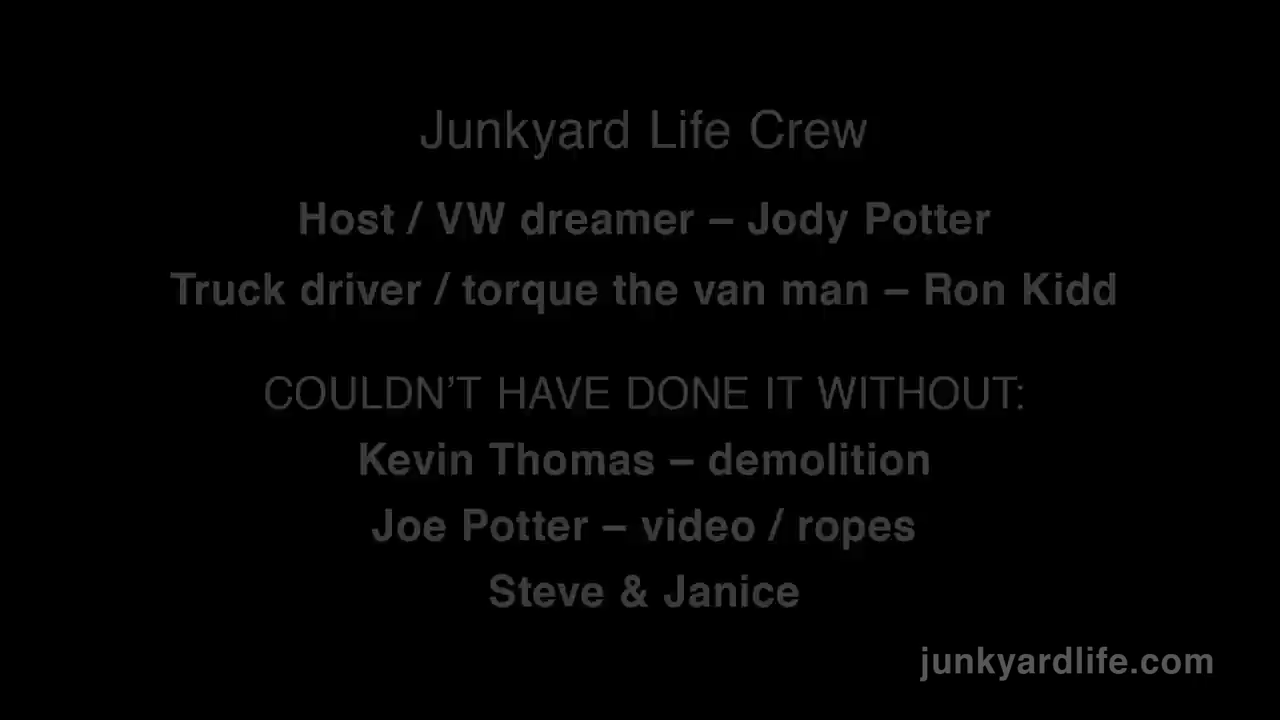 Junkyard Life Crew
Host / VW dreamer – Jody Potter
Truck driver / torque the van man – Ron Kidd
COULDN’T HAVE DONE IT WITHOUT:
Kevin Thomas – demolition
Joe Potter – video / ropes
Steve & Janice
junkyardlife.com